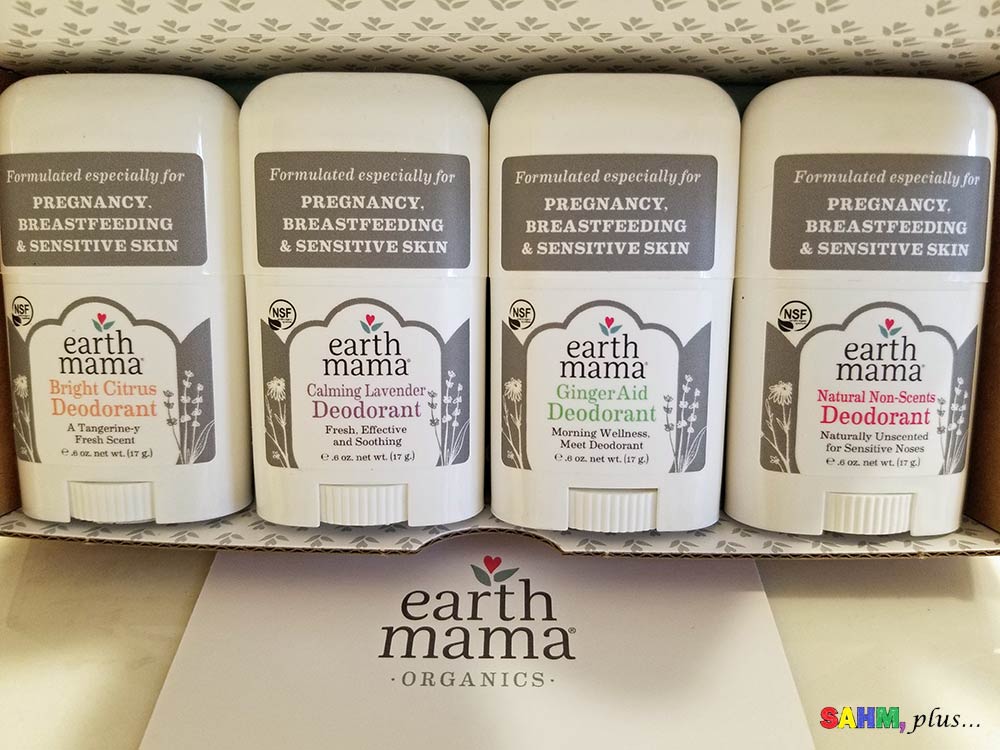 Formulated especially for
PREGNANCY,
BREASTFEEDING
& SENSITIVE SKIN
NSF
earth
mama®
Bright Citrus
Deodorant
A Tangerine-y
Fresh Scent
℮ .6 oz. net wt. (17 g.)
Formulated especially for
PREGNANCY,
BREASTFEEDING
& SENSITIVE SKIN
NSF
earth
mama®
Calming Lavender
Deodorant
Fresh, Effective
and Soothing
℮ .6 oz. net wt. (17 g.)
Formulated especially for
PREGNANCY,
BREASTFEEDING
& SENSITIVE SKIN
NSF
earth
mama®
Ginger Aid
Deodorant
Morning Wellness,
Meet Deodorant
℮ .6 oz. net wt. (17 g.)
Formulated especially for
PREGNANCY,
BREASTFEEDING
& SENSITIVE SKIN
NSF
earth
mama®
Natural Non-Scents
Deodorant
Naturally Unscented
for Sensitive Noses
℮ .6 oz. net wt. (17 g.)
earth
mama®
·ORGANICS·
SAHM, plus...